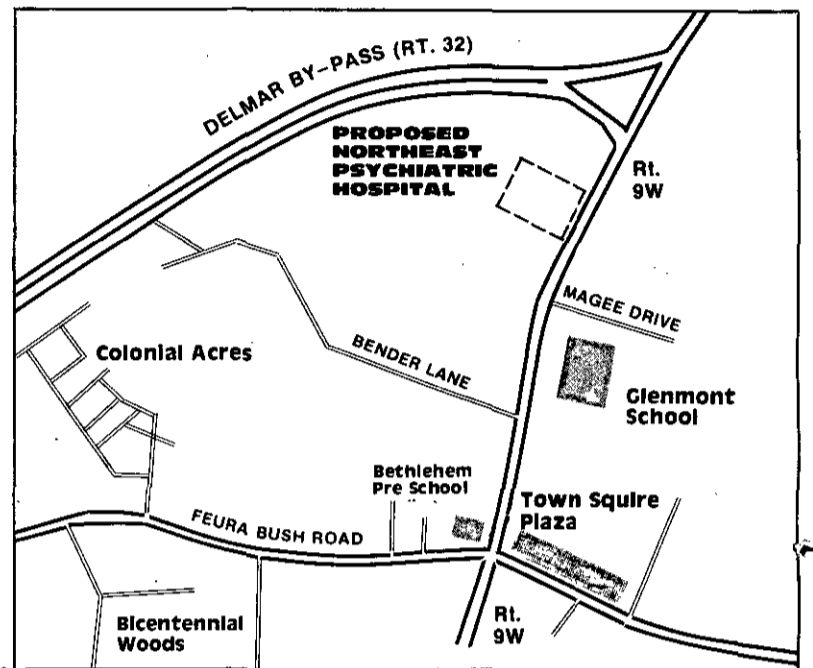 DELMAR BY-PASS (RT. 32)
PROPOSED
NORTHEAST
PSYCHIATRIC
HOSPITAL
Rt.
9W
MAGEE DRIVE
Colonial Acres
BENDER LANE
Glenmont
School
Bethlehem
Pre School
Town Squire
Plaza
FEURA BUSH ROAD
Bicentennial
Woods
Rt.
9W